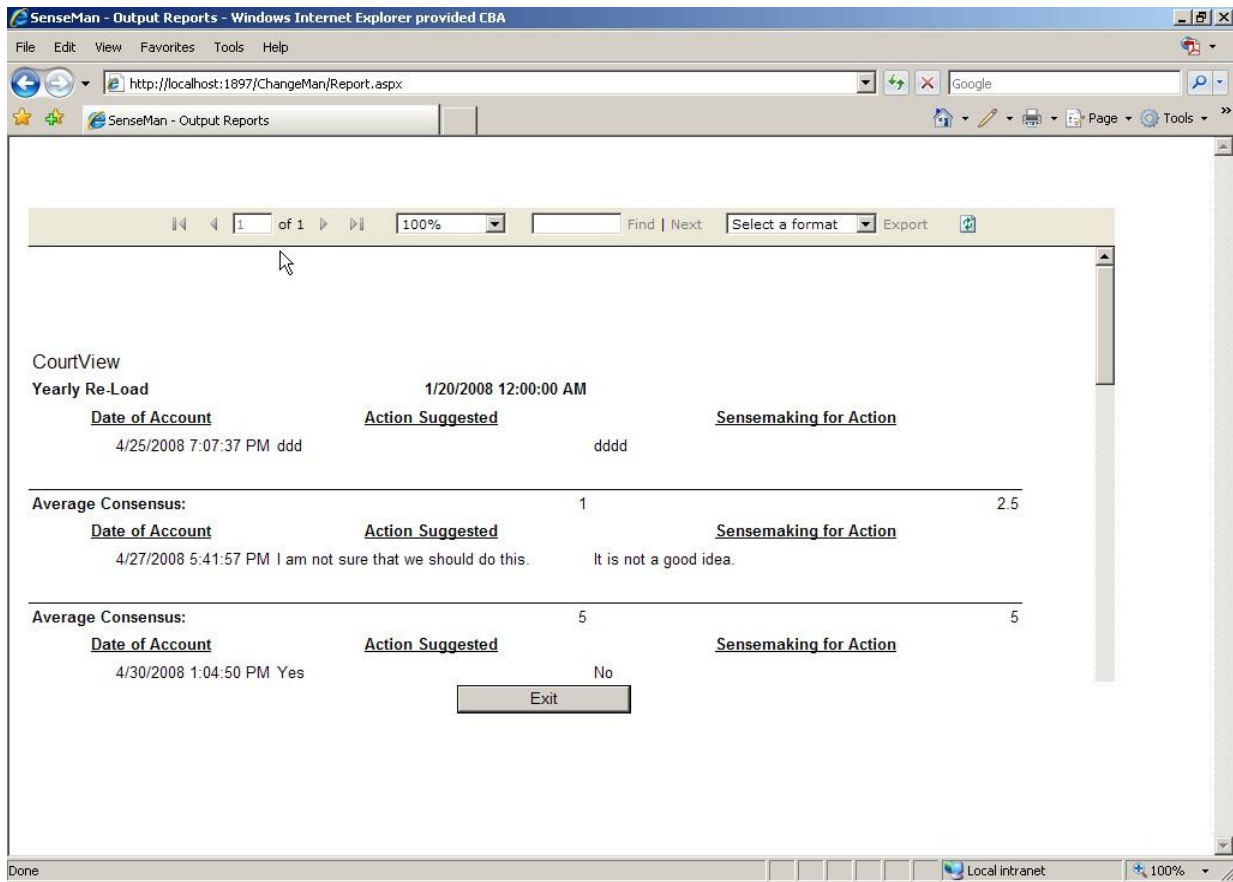 SenseMan - Output Reports - Windows Internet Explorer provided CBA
File Edit View Favorites Tools Help
http://localhost:1897/ChangeMan/Report.aspx Google
SenseMan - Output Reports Page Tools »
1 of 1 100% Find | Next Select a format Export
CourtView
Yearly Re-Load 1/20/2008 12:00:00 AM
Date of Account Action Suggested Sensemaking for Action
4/25/2008 7:07:37 PM ddd dddd
Average Consensus: 1 2.5
Date of Account Action Suggested Sensemaking for Action
4/27/2008 5:41:57 PM I am not sure that we should do this. It is not a good idea.
Average Consensus: 5 5
Date of Account Action Suggested Sensemaking for Action
4/30/2008 1:04:50 PM Yes No
Exit
Done Local intranet 100%